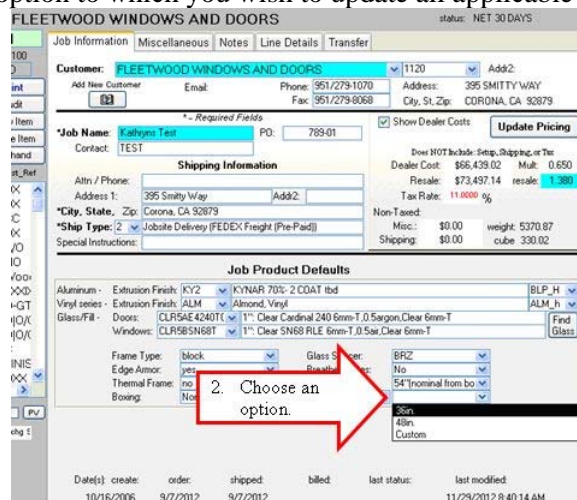 option to which you wish to update an applicable
FLEETWOOD WINDOWS AND DOORS status: NET 30 DAYS
Job Information Miscellaneous Notes Line Details Transfer
Customer: FLEETWOOD WINDOWS AND DOORS 1120 Addr2:
Add New Customer Email: Phone: 951/279-1070 Address: 395 SMITTY WAY
Fax: 951/279-8068 City, St, Zip: CORONA, CA 92879
* - Required Fields Show Dealer Costs Update Pricing
*Job Name: Kathryns Test PO: 789-01
Contact: TEST Does NOT Include: Setup, Shipping, or Tax
Shipping Information Dealer Cost: $66,439.02 Mult: 0.650
Attn / Phone: Resale: $73,497.14 resale: 1.380
Address 1: 395 Smitty Way Addr2: Tax Rate: 11.0000 %
*City, State, Zip: Corona, CA 92879 Non-Taxed:
*Ship Type: 2 Jobsite Delivery (FEDEX Freight (Pre-Paid)) Misc.: $0.00 weight: 5370.87
Special Instructions: Shipping: $0.00 cube 330.02
Job Product Defaults
Aluminum - Extrusion Finish: KY2 KYNAR 70%- 2 COAT tbd BLP_H
Vinyl series - Extrusion Finish: ALM Almond, Vinyl ALM_h
Glass/Fill - Doors: CLR5AE4240T( 1": Clear Cardinal 240 6mm-T,0.5argon,Clear 6mm-T Find Glass
Windows: CLR5BSN68T 1": Clear SN68 RLE 6mm-T,0.5air,Clear 6mm-T
Frame Type: block Glass Spacer: BRZ
Edge Armor: yes No
Thermal Frame: no 54"(nominal from bo
Boxing:
2. Choose an
option.
36in.
48in.
Custom
Date(s): create: order: shipped: billed: last status: last modified:
10/16/2006 9/7/2012 9/7/2012 11/29/2012 8:40:14 AM